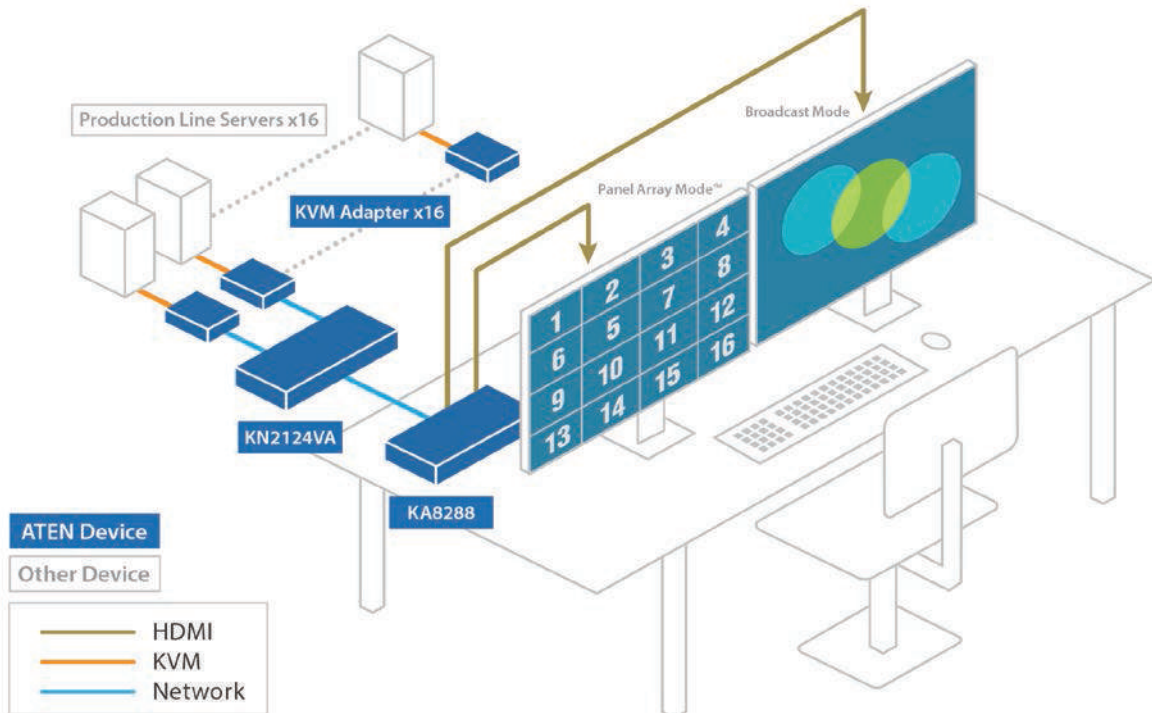 Production Line Servers x16
Broadcast Mode
Panel Array Mode™
KVM Adapter x16
1 2 3 4
6 5 7 8
9 10 11 12
13 14 15 16
KN2124VA
KA8288
ATEN Device
Other Device
HDMI
KVM
Network